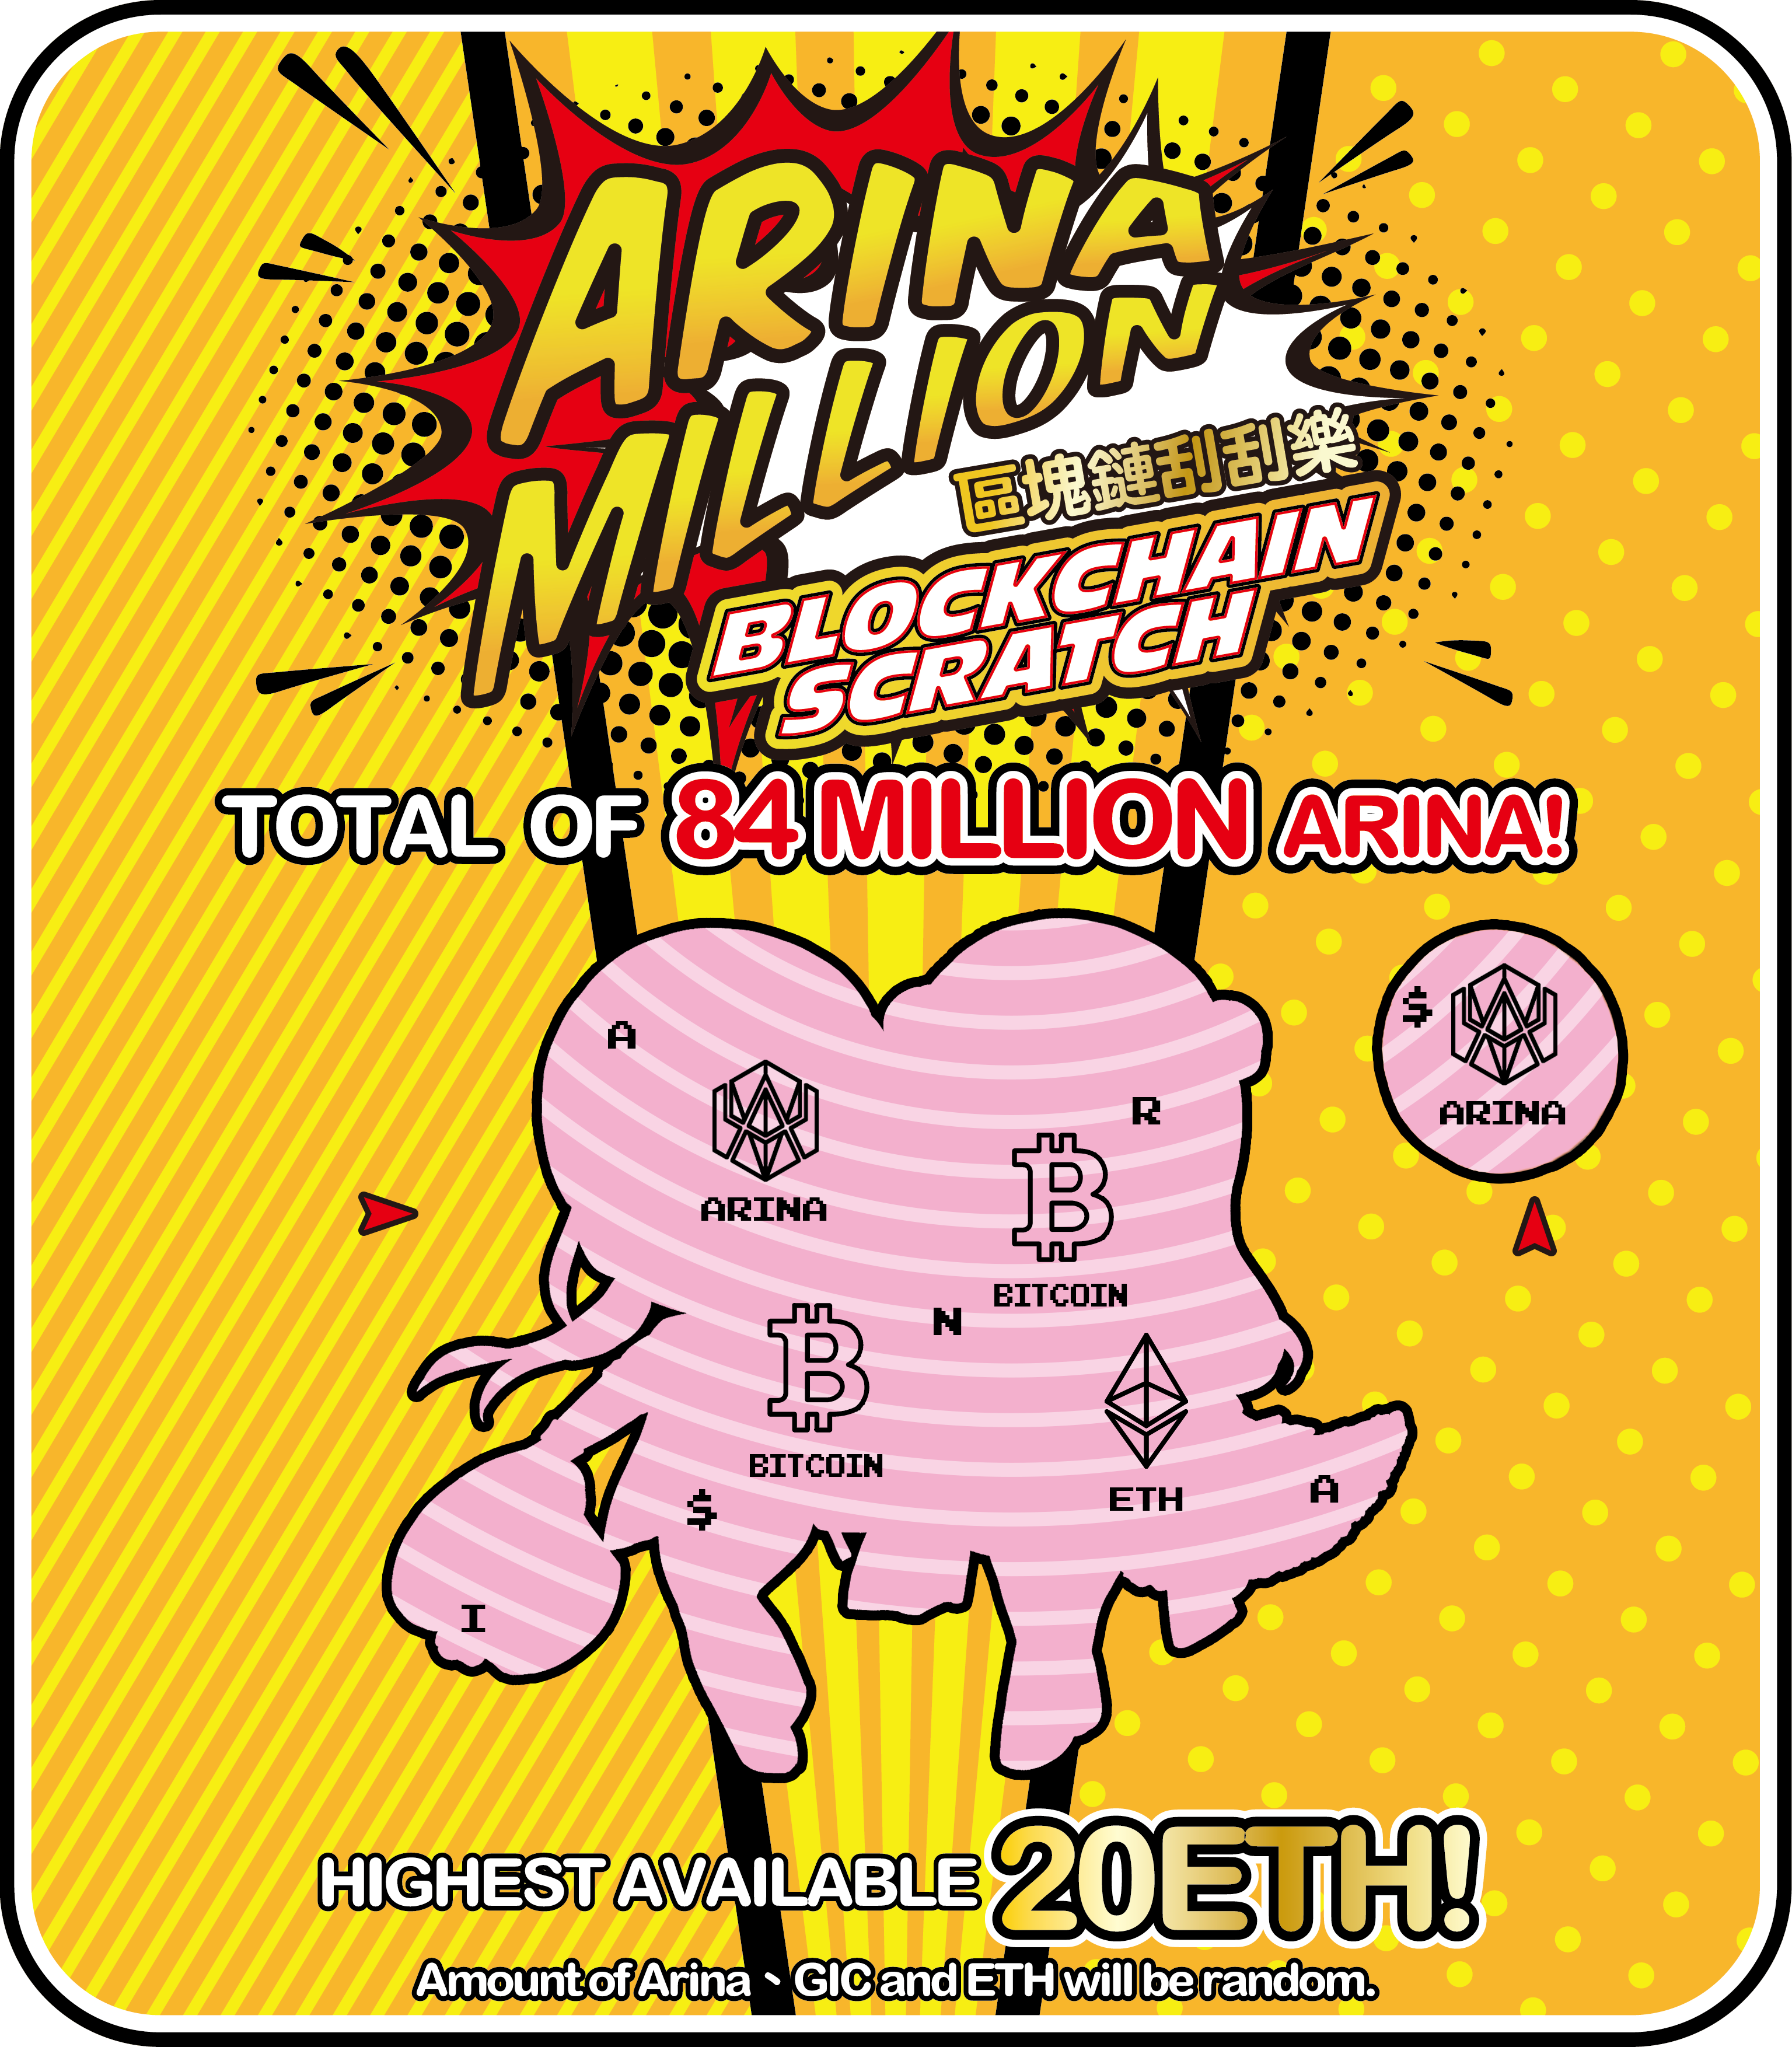 ARINA
MILLION
區塊鏈刮刮樂
BLOCKCHAIN
SCRATCH
TOTAL OF 84 MILLION ARINA!
A
$
ARINA
R
ARINA
BITCOIN
N
BITCOIN
ETH
A
$
I
HIGHEST AVAILABLE 20ETH!
Amount of Arina、GIC and ETH will be random.